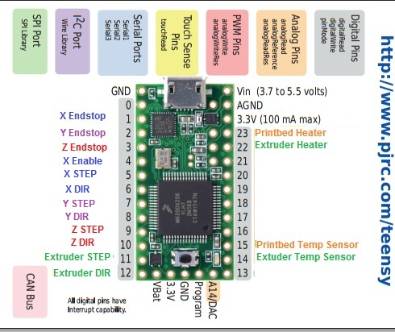 SPI Port
SPI Library
I²C Port
Wire Library
Serial Ports
Serial1
Serial2
Serial3
Touch Sense
Pins
touchRead
PWM Pins
analogWrite
analogWriteRes
Analog Pins
analogRead
analogReference
analogReadRes
Digital Pins
digitalRead
digitalWrite
pinMode
http://www.pjrc.com/teensy
GND Vin (3.7 to 5.5 volts)
0 AGND
X Endstop 1 3.3V (100 mA max)
Y Endstop 2 23 Printbed Heater
Z Endstop 3 22 Extruder Heater
X Enable 4 21
X STEP 5 20
X DIR 6 19
Y STEP 7 18
Y DIR 8 17
Z STEP 9 16
Z DIR 10 15 Printbed Temp Sensor
Extruder STEP 11 14 Extuder Temp Sensor
Extruder DIR 12 13
VBat
3.3V
GND
Program
A14/DAC
CAN Bus
All digital pins have
Interrupt capability.